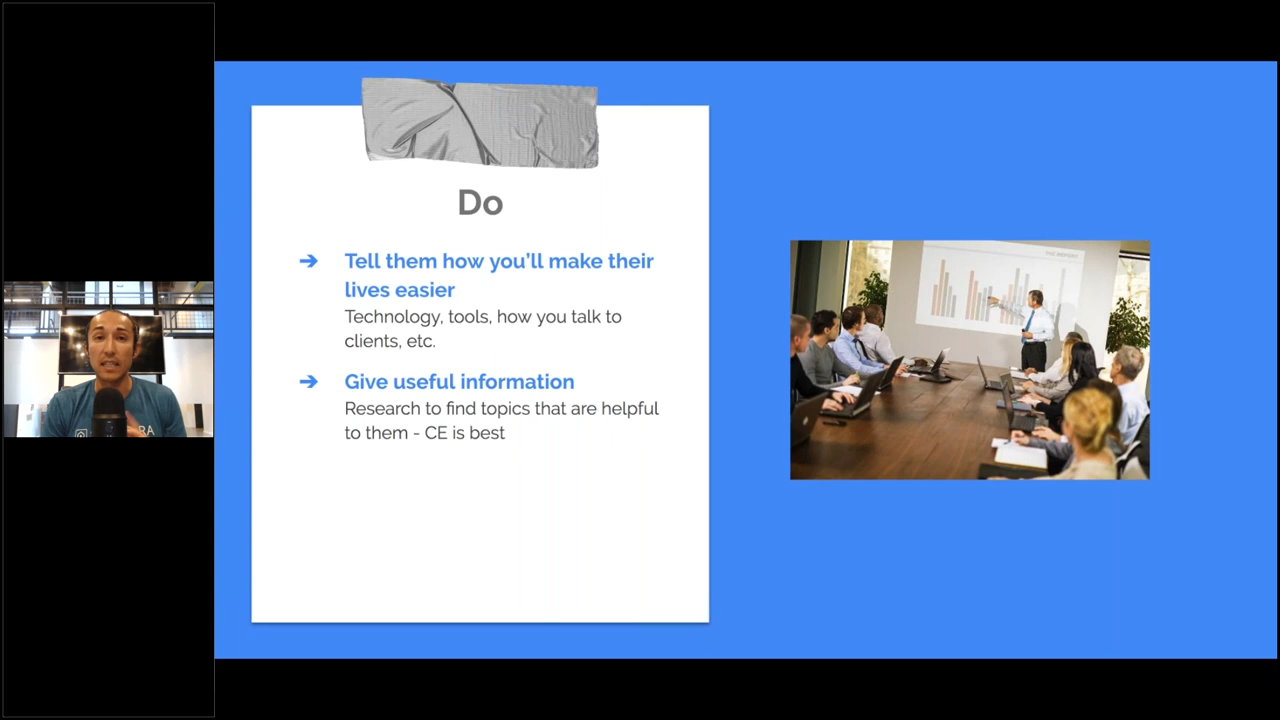 Do
➔ Tell them how you'll make their
lives easier
Technology, tools, how you talk to
clients, etc.
➔ Give useful information
Research to find topics that are helpful
to them - CE is best